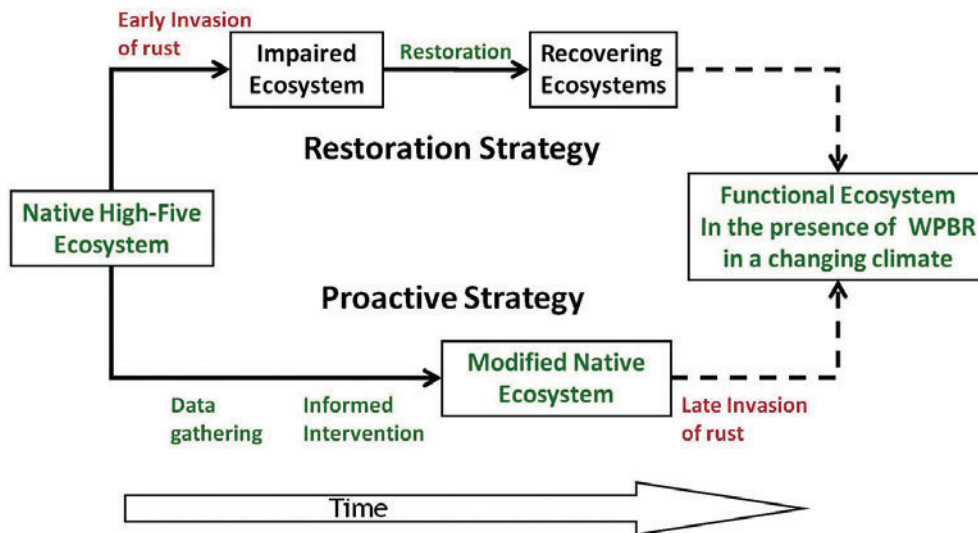 Early Invasion
of rust
Impaired
Ecosystem
Restoration
Recovering
Ecosystems
Restoration Strategy
Native High-Five
Ecosystem
Functional Ecosystem
In the presence of WPBR
in a changing climate
Proactive Strategy
Modified Native
Ecosystem
Data
gathering
Informed
Intervention
Late Invasion
of rust
Time